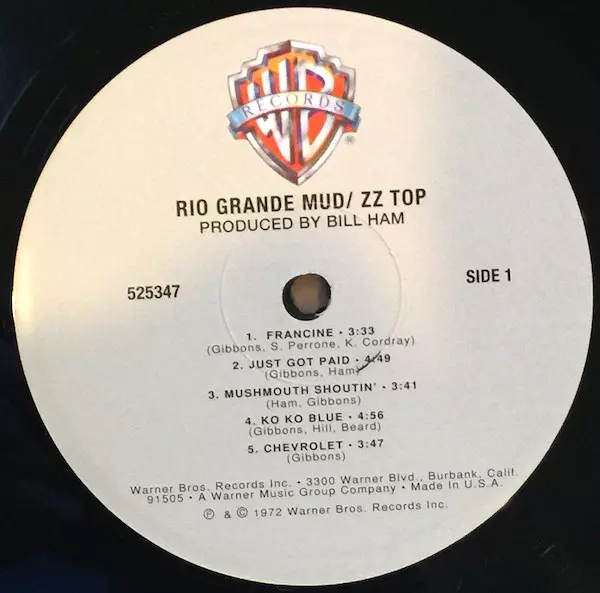 WB
RECORDS
®
RIO GRANDE MUD/ ZZ TOP
PRODUCED BY BILL HAM
525347
SIDE 1
1. FRANCINE • 3:33
(Gibbons, S. Perrone, K. Cordray)
2. JUST GOT PAID • 4:49
(Gibbons, Ham)
3. MUSHMOUTH SHOUTIN' • 3:41
(Ham, Gibbons)
4. KO KO BLUE • 4:56
(Gibbons, Hill, Beard)
5. CHEVROLET • 3:47
(Gibbons)
Warner Bros. Records Inc. • 3300 Warner Blvd., Burbank, Calif.
91505 • A Warner Music Group Company • Made In U.S.A.
℗ & © 1972 Warner Bros. Records Inc.